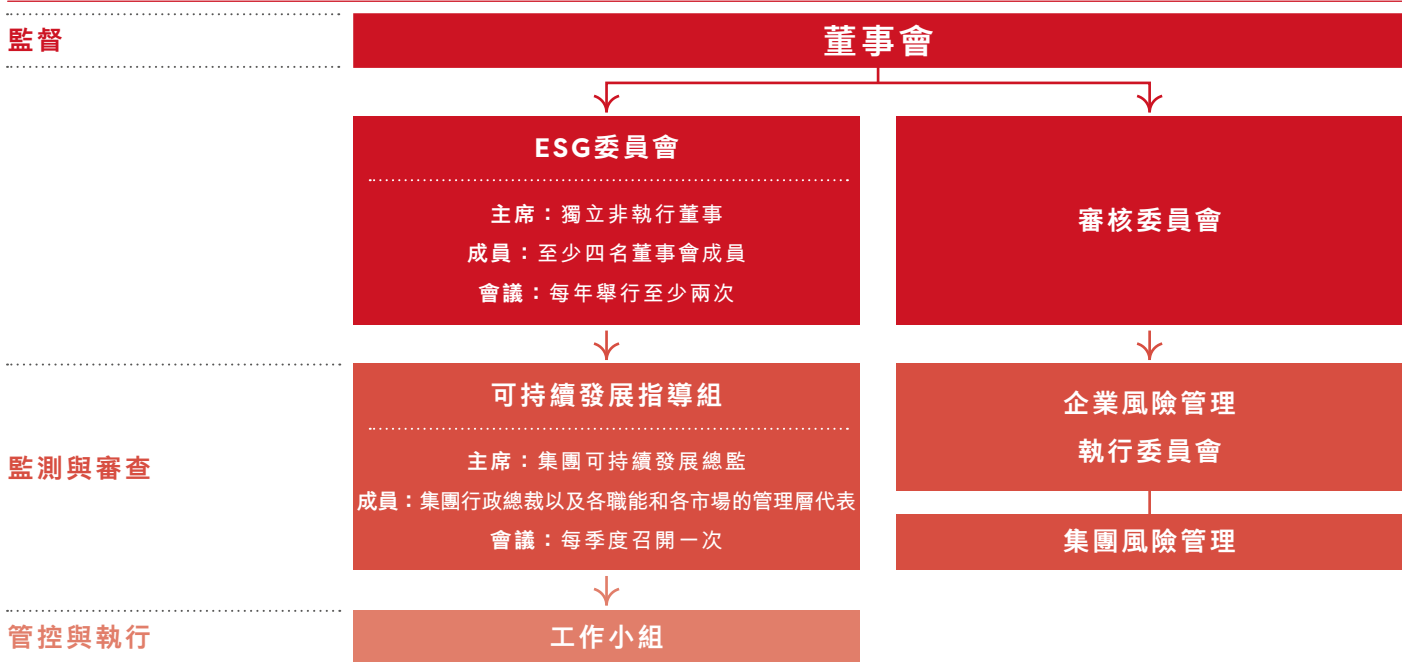 監督
董事會
ESG委員會
主席：獨立非執行董事
成員：至少四名董事會成員
會議：每年舉行至少兩次
審核委員會
監測與審查
可持續發展指導組
主席：集團可持續發展總監
成員：集團行政總裁以及各職能和各市場的管理層代表
會議：每季度召開一次
企業風險管理
執行委員會
集團風險管理
管控與執行
工作小組